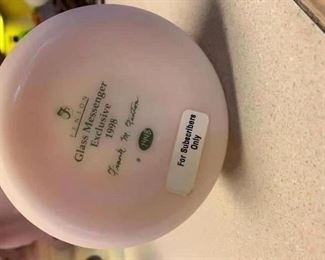 FENTON
Glass Messenger
Exclusive
1998
Frank M. Fenton
For Subscribers
Only